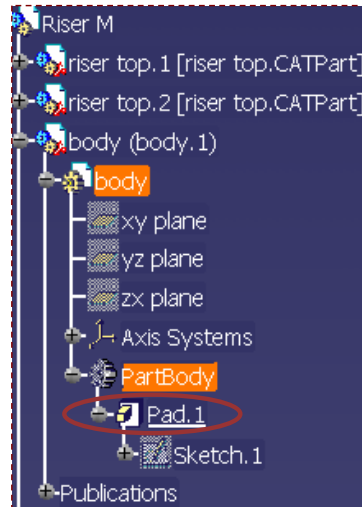 Riser M
riser top.1 [riser top.CATPart]
riser top.2 [riser top.CATPart]
body (body.1)
body
xy plane
yz plane
zx plane
Axis Systems
PartBody
Pad.1
Sketch.1
Publications